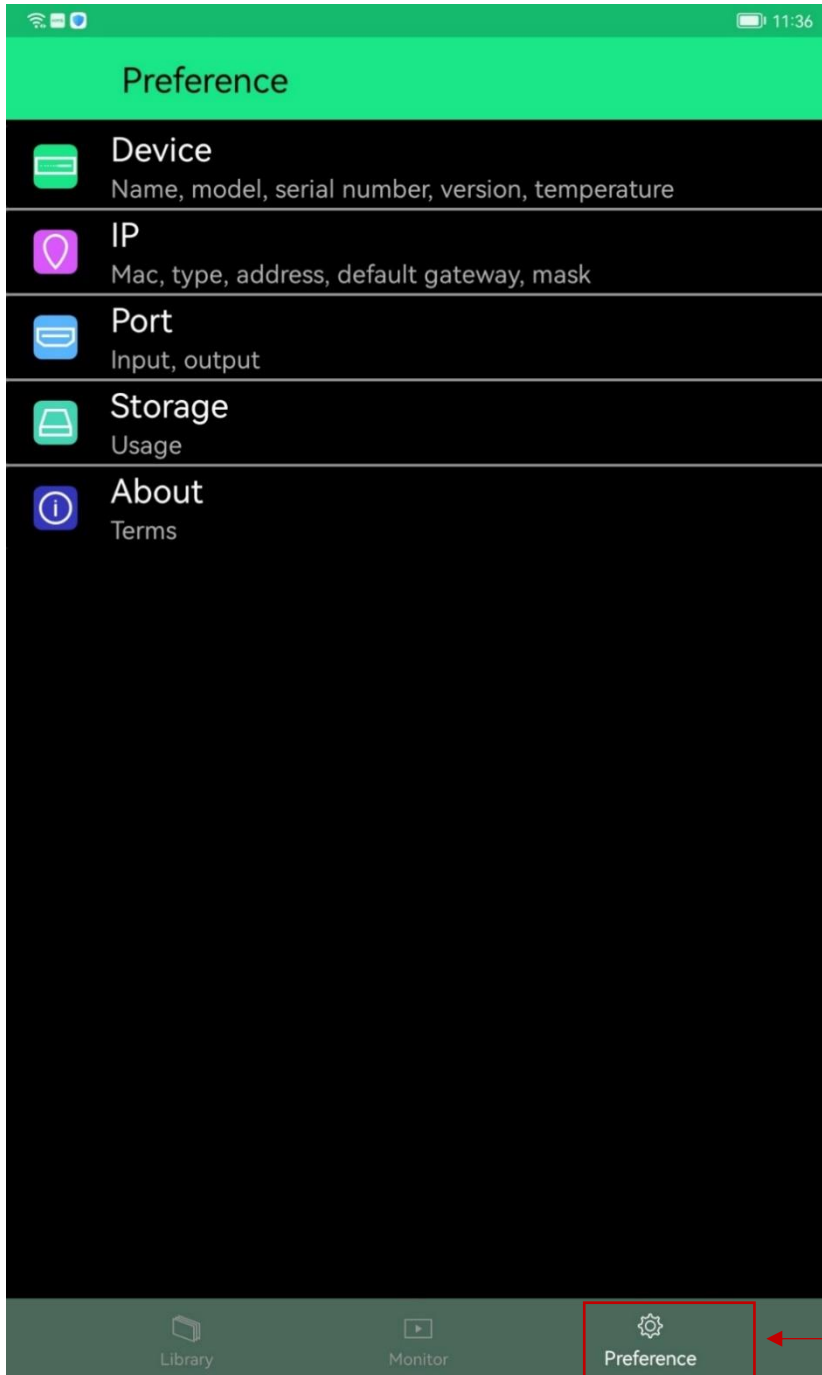 11:36
Preference
Device
Name, model, serial number, version, temperature
IP
Mac, type, address, default gateway, mask
Port
Input, output
Storage
Usage
About
Terms
Library
Monitor
Preference